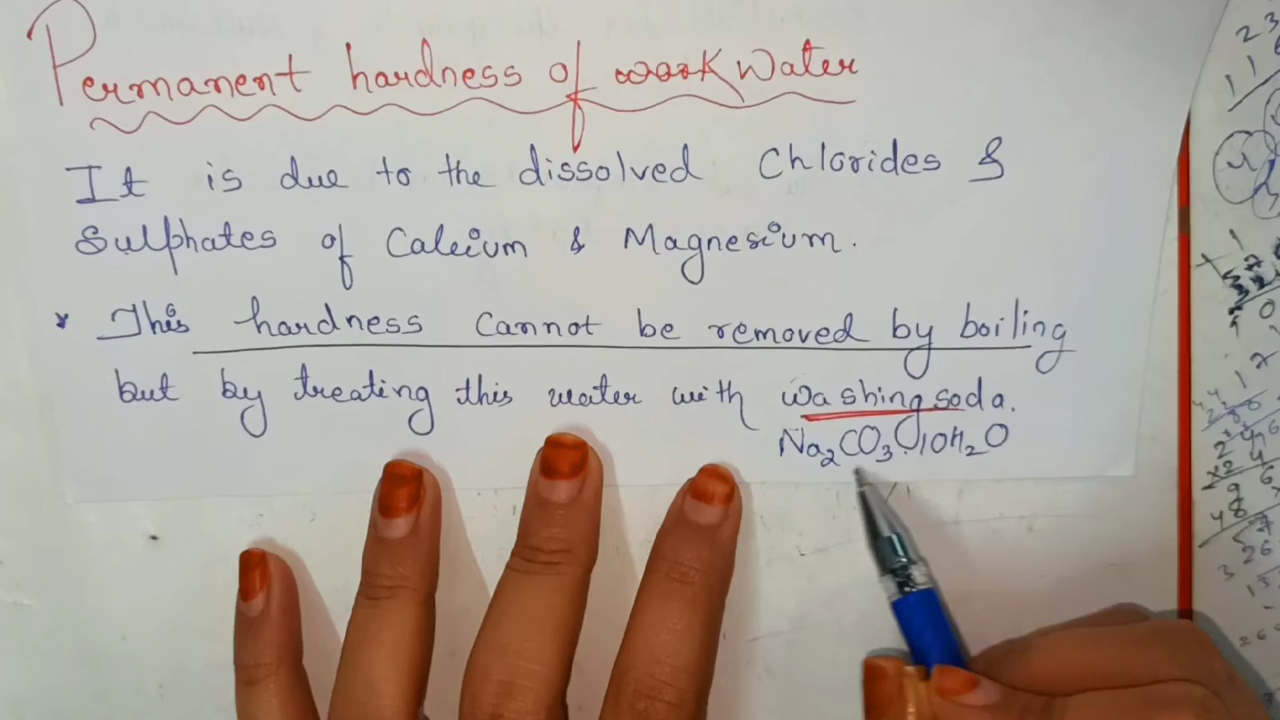 Permanent hardness of Water
It is due to the dissolved Chlorides &
Sulphates of Calcium & Magnesium.
* This hardness cannot be removed by boiling
but by treating this water with washing soda.
Na₂CO₃.10H₂O